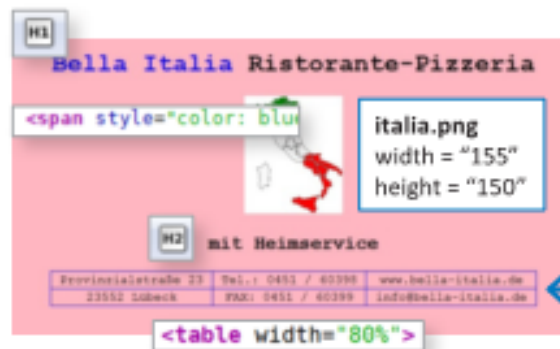 H1
Bella Italia Ristorante-Pizzeria
<span style="color: blue
italia.png
width = "155"
height = "150"
H2
mit Heimservice
Provinzialstraße 23 Tel.: 0451 / 60398 www.bella-italia.de
23552 Lübeck FAX: 0451 / 60399 info@bella-italia.de
<table width="80%">